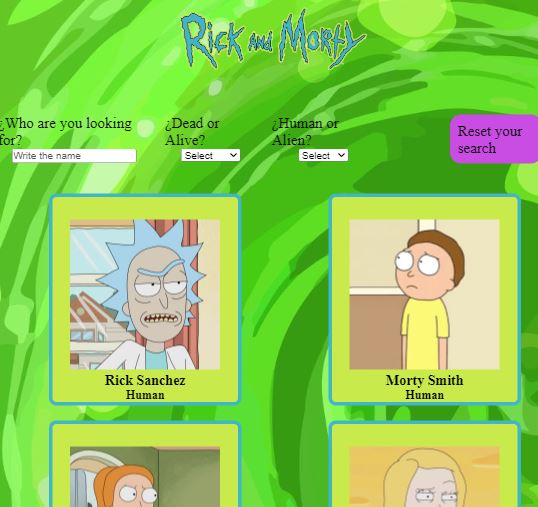 Rick and Morty
¿Who are you looking for?
Write the name
¿Dead or Alive?
Select
¿Human or Alien?
Select
Reset your search
Rick Sanchez
Human
Morty Smith
Human